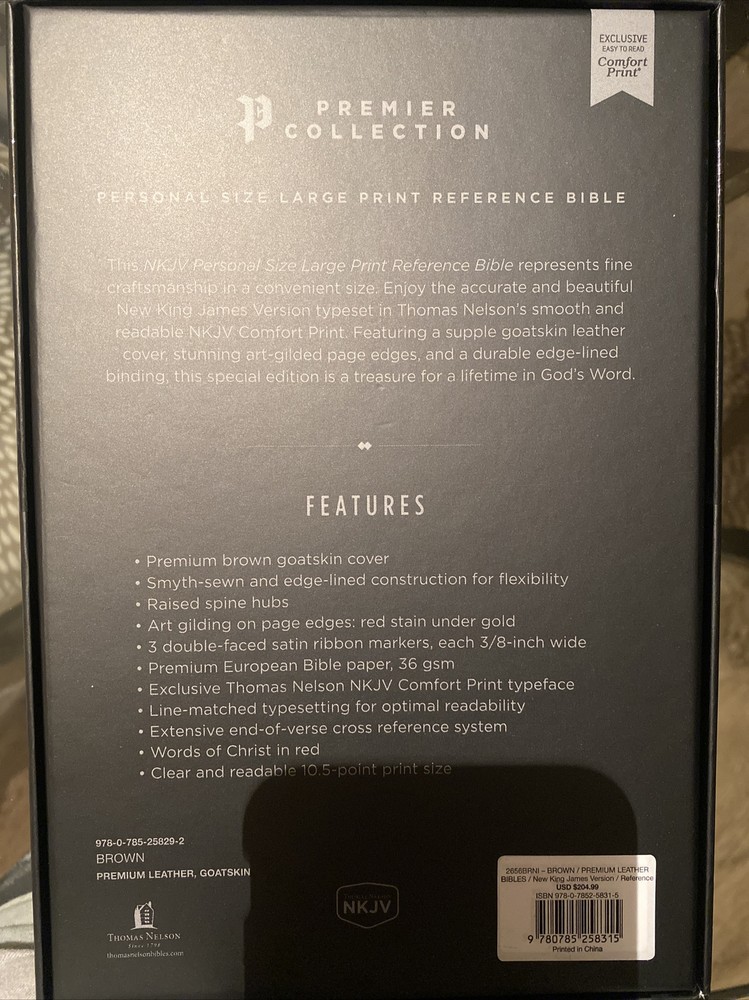 EXCLUSIVE
EASY TO READ
Comfort
Print®
PREMIER
COLLECTION
PERSONAL SIZE LARGE PRINT REFERENCE BIBLE
This NKJV Personal Size Large Print Reference Bible represents fine
craftsmanship in a convenient size. Enjoy the accurate and beautiful
New King James Version typeset in Thomas Nelson's smooth and
readable NKJV Comfort Print. Featuring a supple goatskin leather
cover, stunning art-gilded page edges, and a durable edge-lined
binding, this special edition is a treasure for a lifetime in God's Word.
FEATURES
• Premium brown goatskin cover
• Smyth-sewn and edge-lined construction for flexibility
• Raised spine hubs
• Art gilding on page edges: red stain under gold
• 3 double-faced satin ribbon markers, each 3/8-inch wide
• Premium European Bible paper, 36 gsm
• Exclusive Thomas Nelson NKJV Comfort Print typeface
• Line-matched typesetting for optimal readability
• Extensive end-of-verse cross reference system
• Words of Christ in red
• Clear and readable 10.5-point print size
978-0-785-25829-2
BROWN
PREMIUM LEATHER, GOATSKIN
THOMAS NELSON
Since 1798
thomasnelsonbibles.com
NKJV
2656BRNI – BROWN / PREMIUM LEATHER
BIBLES / New King James Version / Reference
USD $204.99
ISBN 978-0-7852-5831-5
9 780785 258315
Printed in China